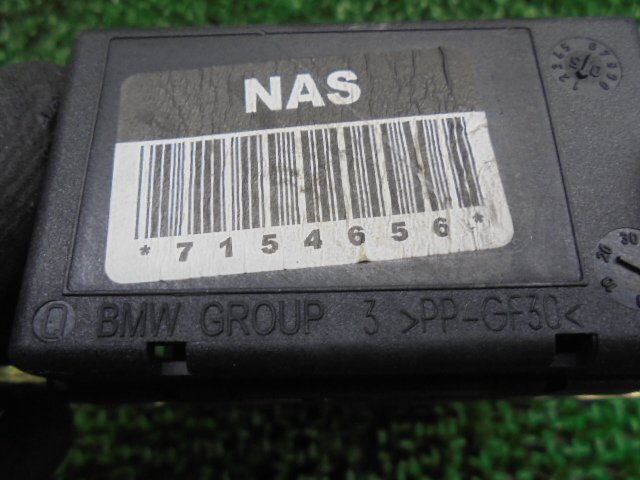 NAS
*7154656*
BMW GROUP 3 >PP-GF30<